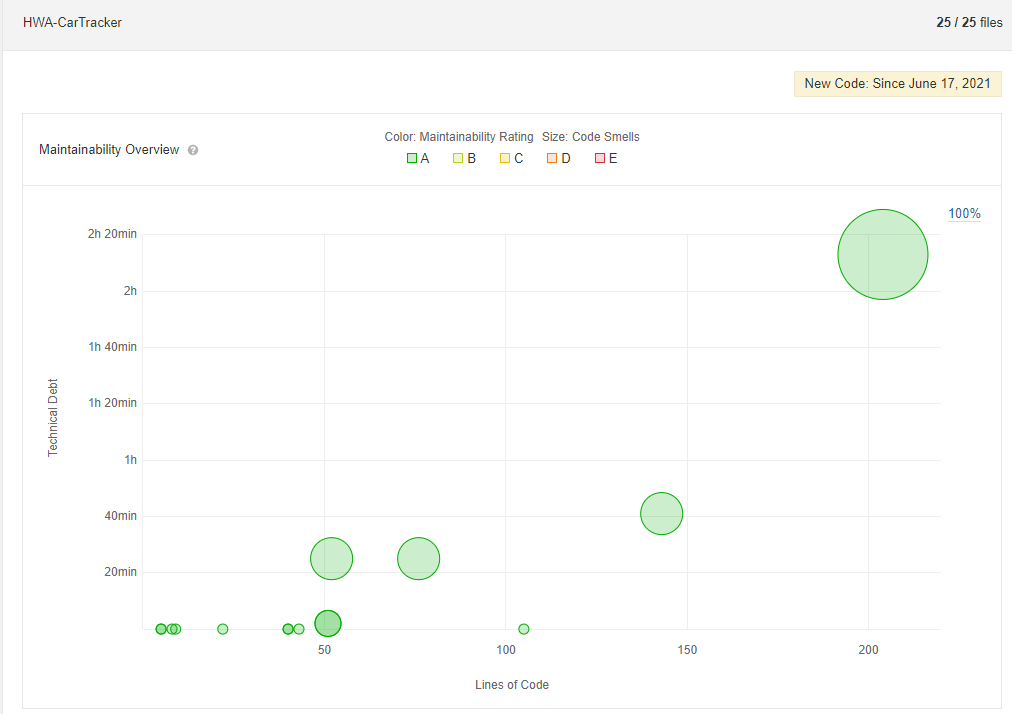 HWA-CarTracker
25 / 25 files
New Code: Since June 17, 2021
Maintainability Overview ?
Color: Maintainability Rating Size: Code Smells
A B C D E
100%
2h 20min
2h
1h 40min
1h 20min
1h
40min
20min
Technical Debt
50 100 150 200
Lines of Code